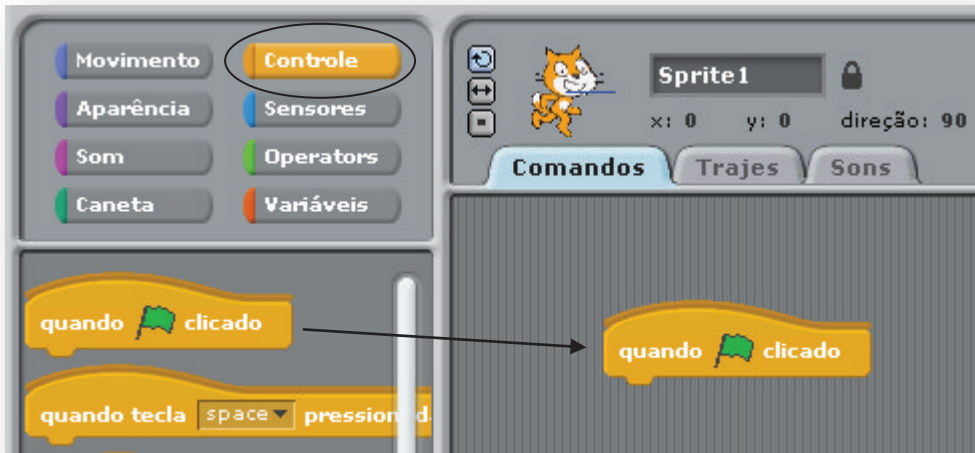 Movimento
Controle
Aparência
Sensores
Som
Operators
Caneta
Variáveis
quando clicado
quando tecla space pression d
Sprite1
x: 0 y: 0 direção: 90
Comandos
Trajes
Sons
quando clicado